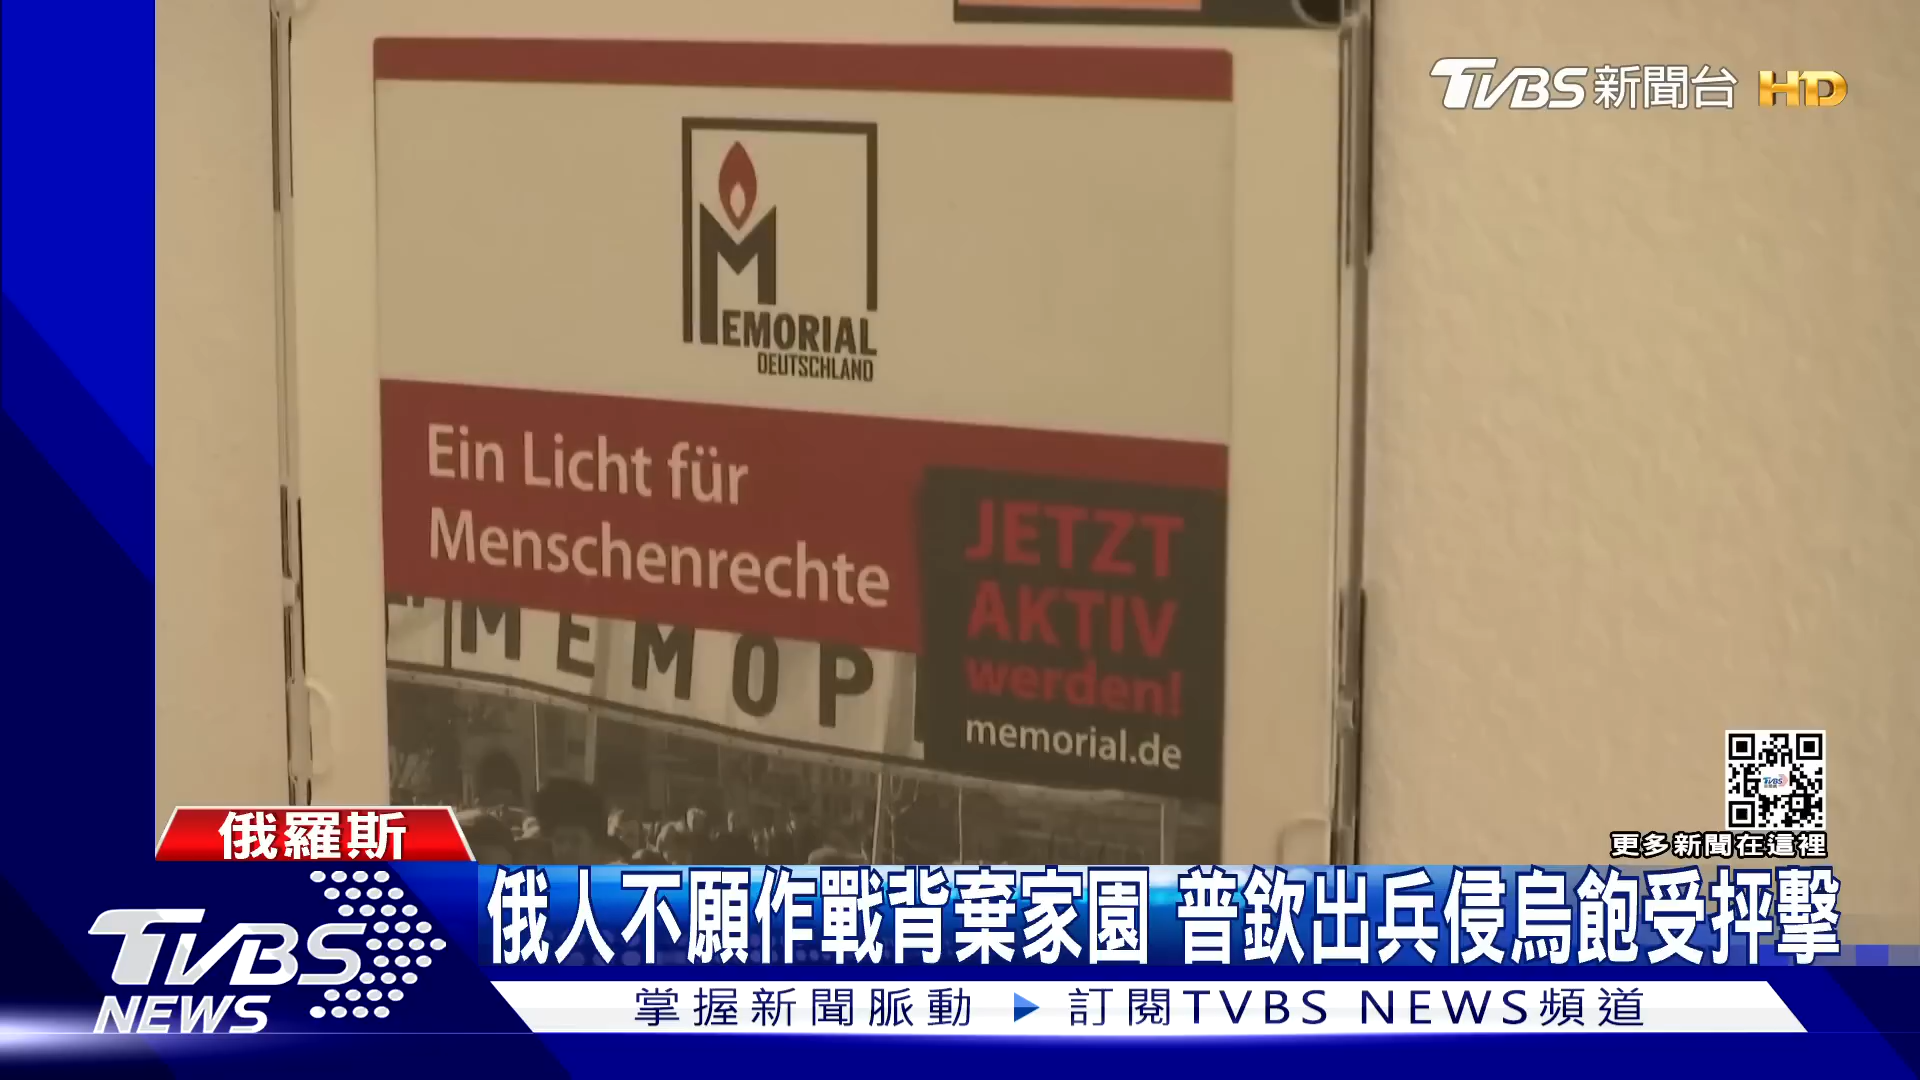 TVBS新聞台 HD
MEMORIAL
DEUTSCHLAND
Ein Licht für
Menschenrechte
JETZT
AKTIV
werden!
memorial.de
МЕМОР
更多新聞在這裡
俄羅斯
俄人不願作戰背棄家園 普欽出兵侵烏飽受抨擊
TVBS
NEWS
掌握新聞脈動 ▶ 訂閱TVBS NEWS頻道